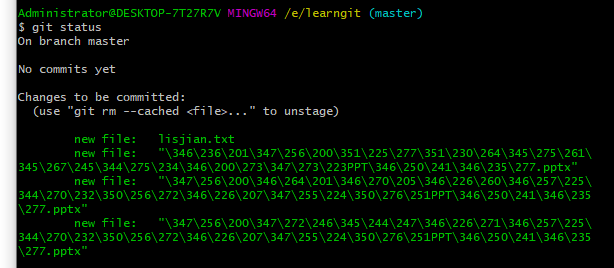 Administrator@DESKTOP-7T27R7V MINGW64 /e/learngit (master)
$ git status
On branch master
No commits yet
Changes to be committed:
(use "git rm --cached <file>..." to unstage)
new file: lisjian.txt
new file: "\346\236\201\347\256\200\351\225\277\351\230\264\345\275\261\
345\267\245\344\275\234\346\200\273\347\273\223PPT\346\250\241\346\235\277.pptx"
new file: "\347\256\200\346\264\201\346\270\205\346\226\260\346\257\225\
344\270\232\350\256\272\346\226\207\347\255\224\350\276\251PPT\346\250\241\346\235
\277.pptx"
new file: "\347\256\200\347\272\246\345\244\247\346\226\271\346\257\225\
344\270\232\350\256\272\346\226\207\347\255\224\350\276\251PPT\346\250\241\346\235
\277.pptx"